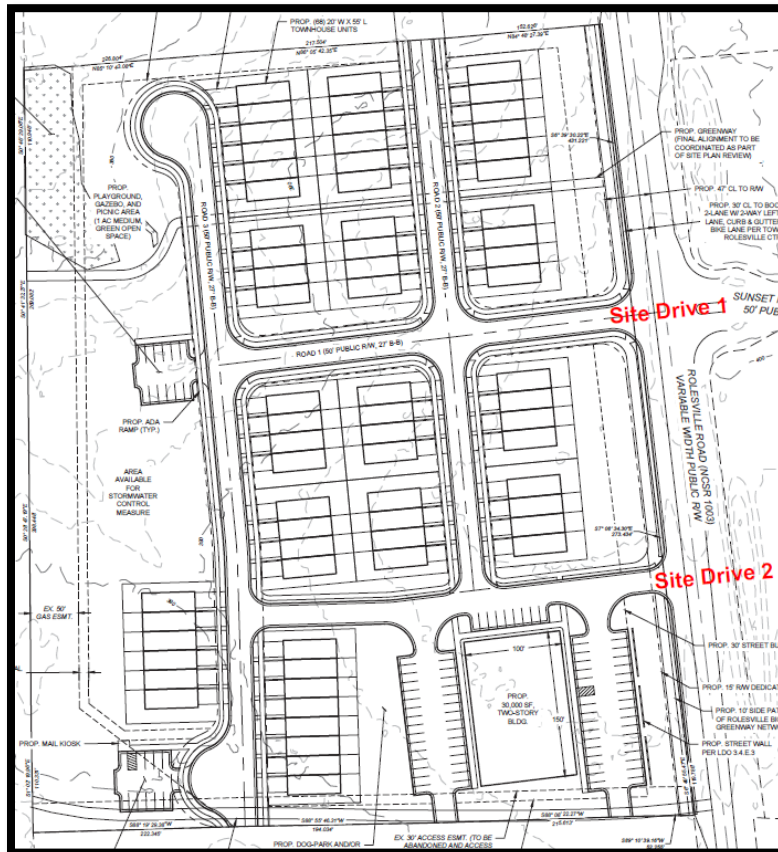 PROP. (68) 20' W X 55' L
TOWNHOUSE UNITS
PROP. GREENWAY
(FINAL ALIGNMENT TO BE
COORDINATED AS PART
OF SITE PLAN REVIEW)
PROP. 47' CL TO R/W
PROP. 30' CL TO BOC
2-LANE W/ 2-WAY LEFT
LANE, CURB & GUTTE
BIKE LANE PER TOW
ROLESVILLE CT
PROP.
PLAYGROUND,
GAZEBO, AND
PICNIC AREA
(1 AC MEDIUM,
GREEN OPEN
SPACE)
ROAD 3 (50' PUBLIC R/W, 27' B-B)
ROAD 2 (50' PUBLIC R/W, 27' B-B)
Site Drive 1
SUNSET
50' PUB
ROAD 1 (50' PUBLIC R/W, 27' B-B)
ROLESVILLE ROAD (NCSR 1003)
VARIABLE WIDTH PUBLIC R/W
PROP. ADA
RAMP (TYP.)
AREA
AVAILABLE
FOR
STORMWATER
CONTROL
MEASURE
Site Drive 2
EX. 50'
GAS ESMT.
100'
PROP.
30,000 SF,
TWO-STORY
BLDG.
150'
PROP. 30' STREET BU
PROP. 15' R/W DEDICA
PROP. 10' SIDE PAT
OF ROLESVILLE BI
GREENWAY NETW
PROP. STREET WALL
PER LDO 3.4.E.3
PROP. MAIL KIOSK
194.034'
PROP. DOG-PARK AND/OR
EX. 30' ACCESS ESMT. (TO BE
ABANDONED AND ACCESS